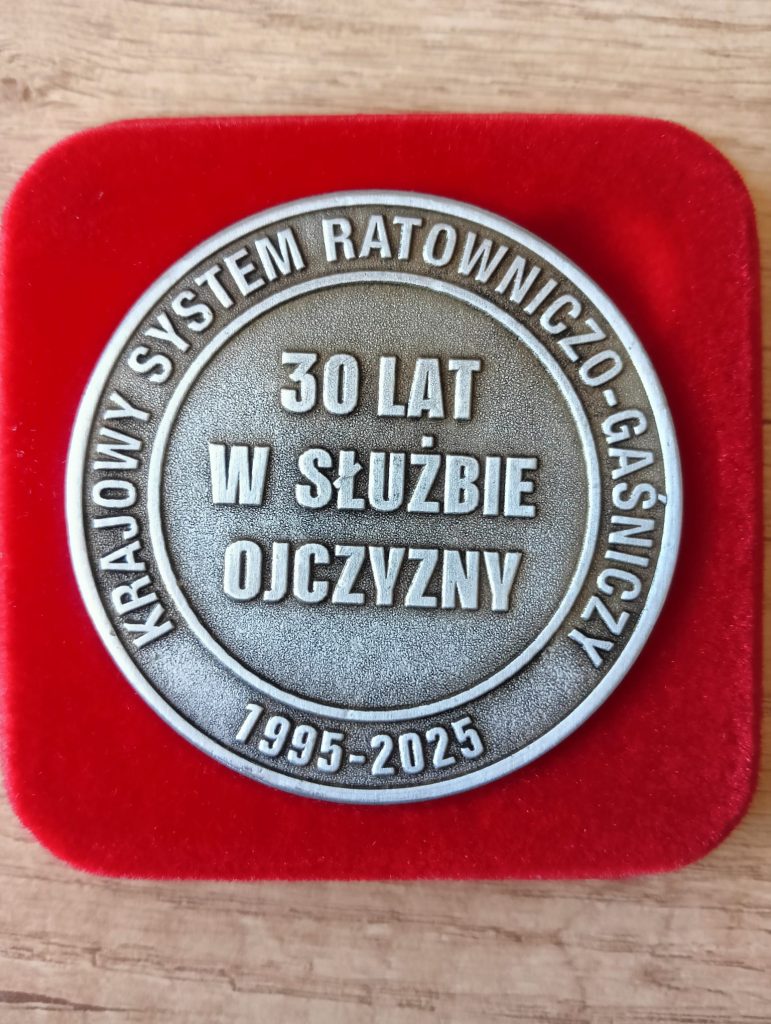 KRAJOWY SYSTEM RATOWNICZO-GAŚNICZY
30 LAT
W SŁUŻBIE
OJCZYZNY
1995-2025